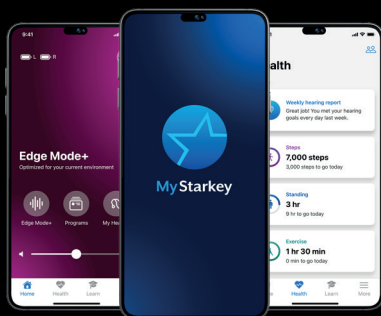 9:41
L R
Edge Mode+
Optimized for your current environment
Edge Mode+
Programs
Home
Health
Learn
My Starkey
Weekly hearing report
Great job! You met your hearing
goals every day last week.
Steps
7,000 steps
3,000 steps to go today
Standing
3 hr
9 hr to go today
Exercise
1 hr 30 min
0 min to go today
Health
Learn
More